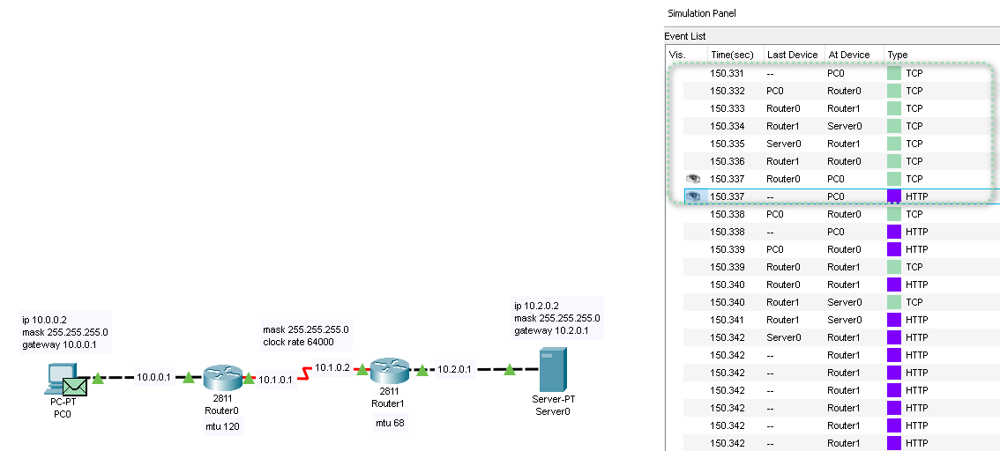 Simulation Panel
Event List
Vis. Time(sec) Last Device At Device Type
150.331 -- PC0 TCP
150.332 PC0 Router0 TCP
150.333 Router0 Router1 TCP
150.334 Router1 Server0 TCP
150.335 Server0 Router1 TCP
150.336 Router1 Router0 TCP
150.337 Router0 PC0 TCP
150.337 -- PC0 HTTP
150.338 PC0 Router0 TCP
150.338 -- PC0 HTTP
150.339 PC0 Router0 HTTP
150.339 Router0 Router1 TCP
150.340 Router0 Router1 HTTP
150.340 Router1 Server0 TCP
150.341 Router1 Server0 HTTP
150.342 Server0 Router1 HTTP
150.342 -- Router1 HTTP
150.342 -- Router1 HTTP
150.342 -- Router1 HTTP
150.342 -- Router1 HTTP
150.342 -- Router1 HTTP
150.342 -- Router1 HTTP
ip 10.0.0.2
mask 255.255.255.0
gateway 10.0.0.1
mask 255.255.255.0
clock rate 64000
ip 10.2.0.2
mask 255.255.255.0
gateway 10.2.0.1
10.0.0.1
10.1.0.1
10.1.0.2
10.2.0.1
PC-PT
PC0
2811
Router0
mtu 120
2811
Router1
mtu 68
Server-PT
Server0